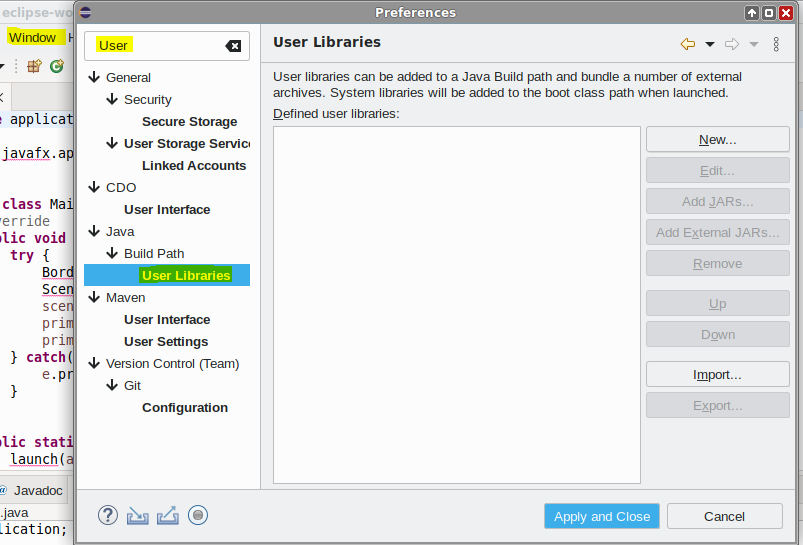 eclipse-wo
Preferences
Window
User
General
Security
Secure Storage
User Storage Servic
Linked Accounts
CDO
User Interface
Java
Build Path
User Libraries
Maven
User Interface
User Settings
Version Control (Team)
Git
Configuration
User Libraries
User libraries can be added to a Java Build path and bundle a number of external
archives. System libraries will be added to the boot class path when launched.
Defined user libraries:
New...
Edit...
Add JARs...
Add External JARs...
Remove
Up
Down
Import...
Export...
Apply and Close
Cancel
e applicat
javafx.ap
class Mai
verride
blic void
try {
Bord
Scen
scen
prim
prim
} catch(
e.pr
}
blic stati
launch(a
@ Javadoc
.java
lication;